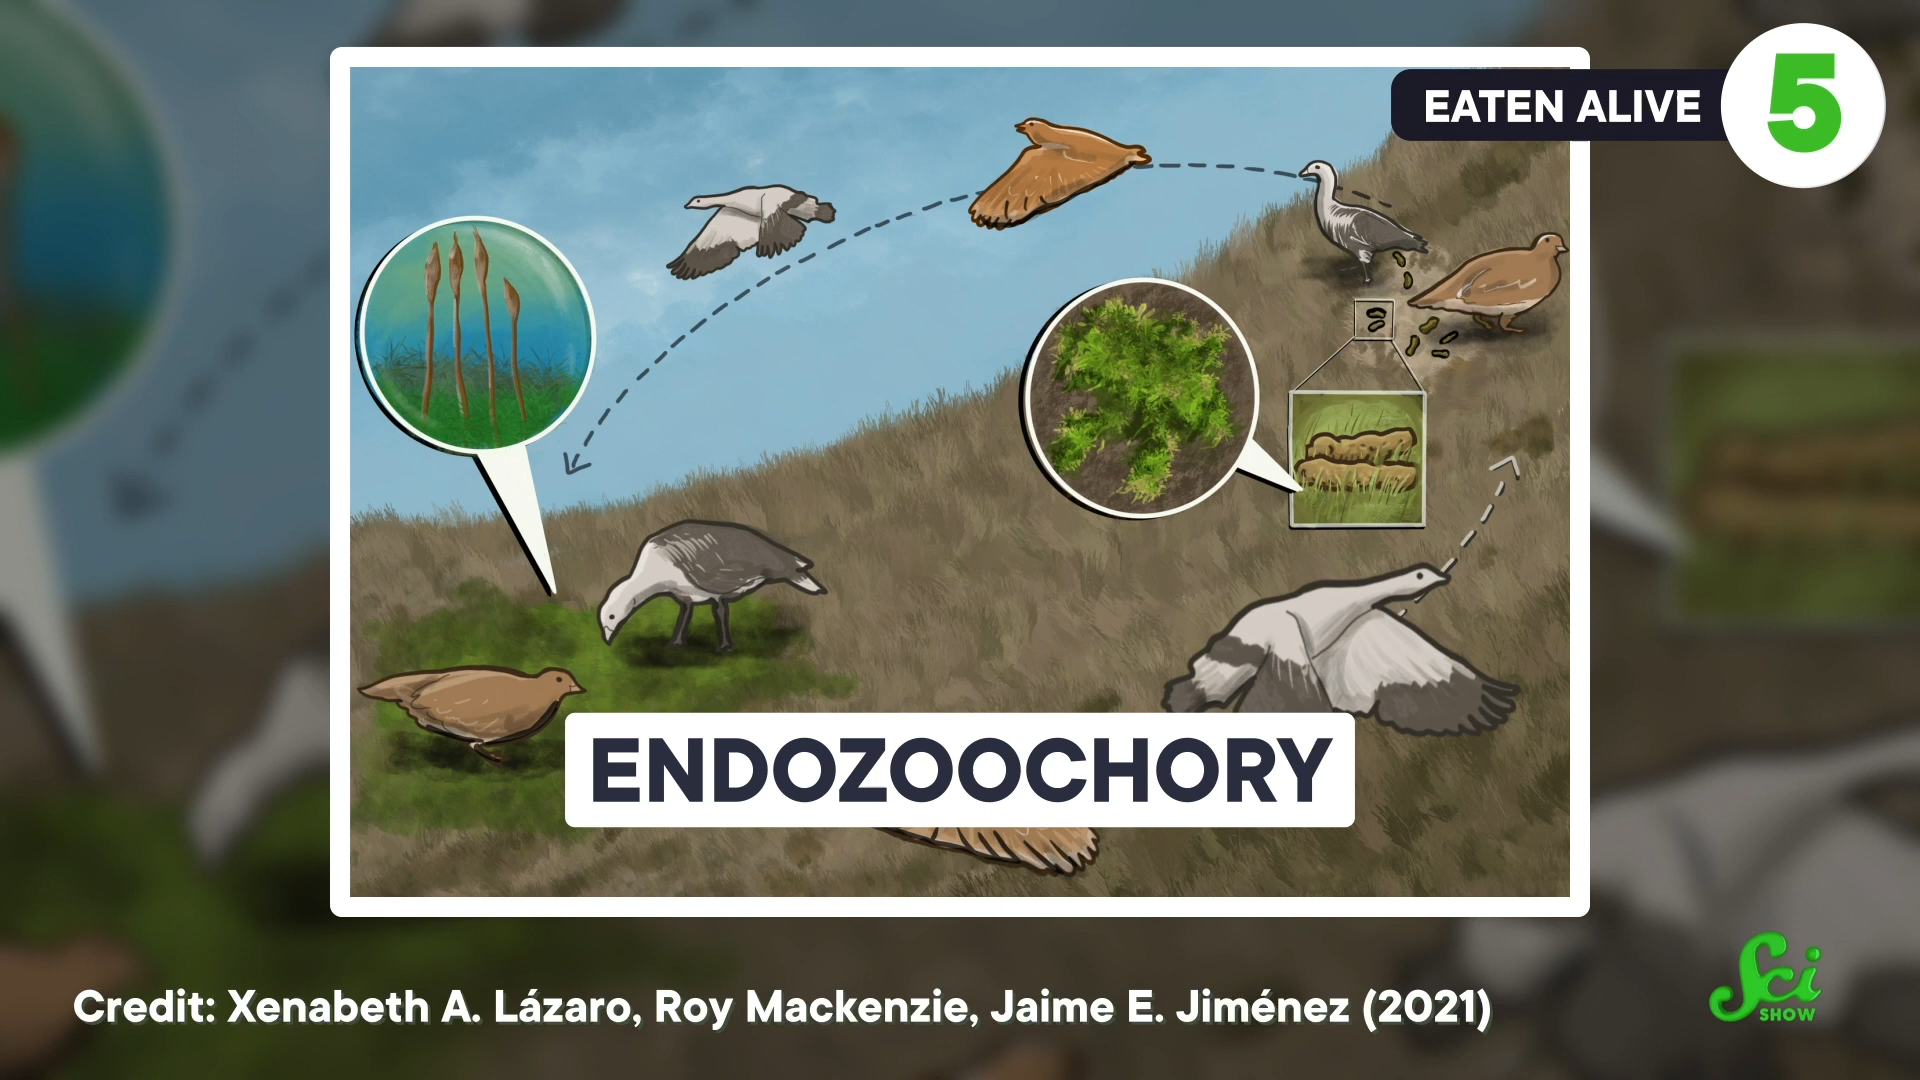 EATEN ALIVE
5
ENDOZOOCHORY
Credit: Xenabeth A. Lázaro, Roy Mackenzie, Jaime E. Jiménez (2021)
Sci
SHOW